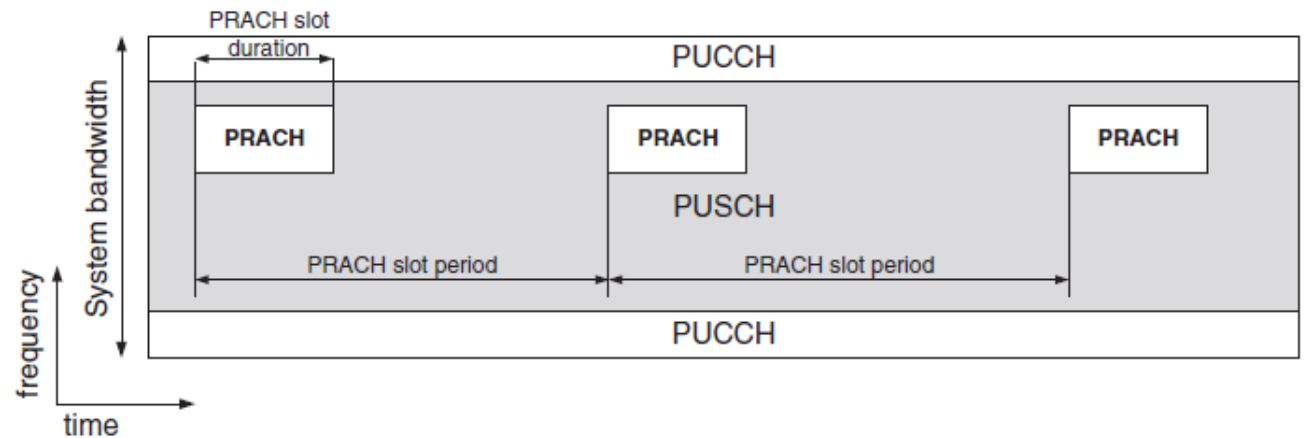 PRACH slot
duration
PUCCH
System bandwidth
PRACH
PRACH
PRACH
PUSCH
PRACH slot period
PRACH slot period
frequency
PUCCH
time